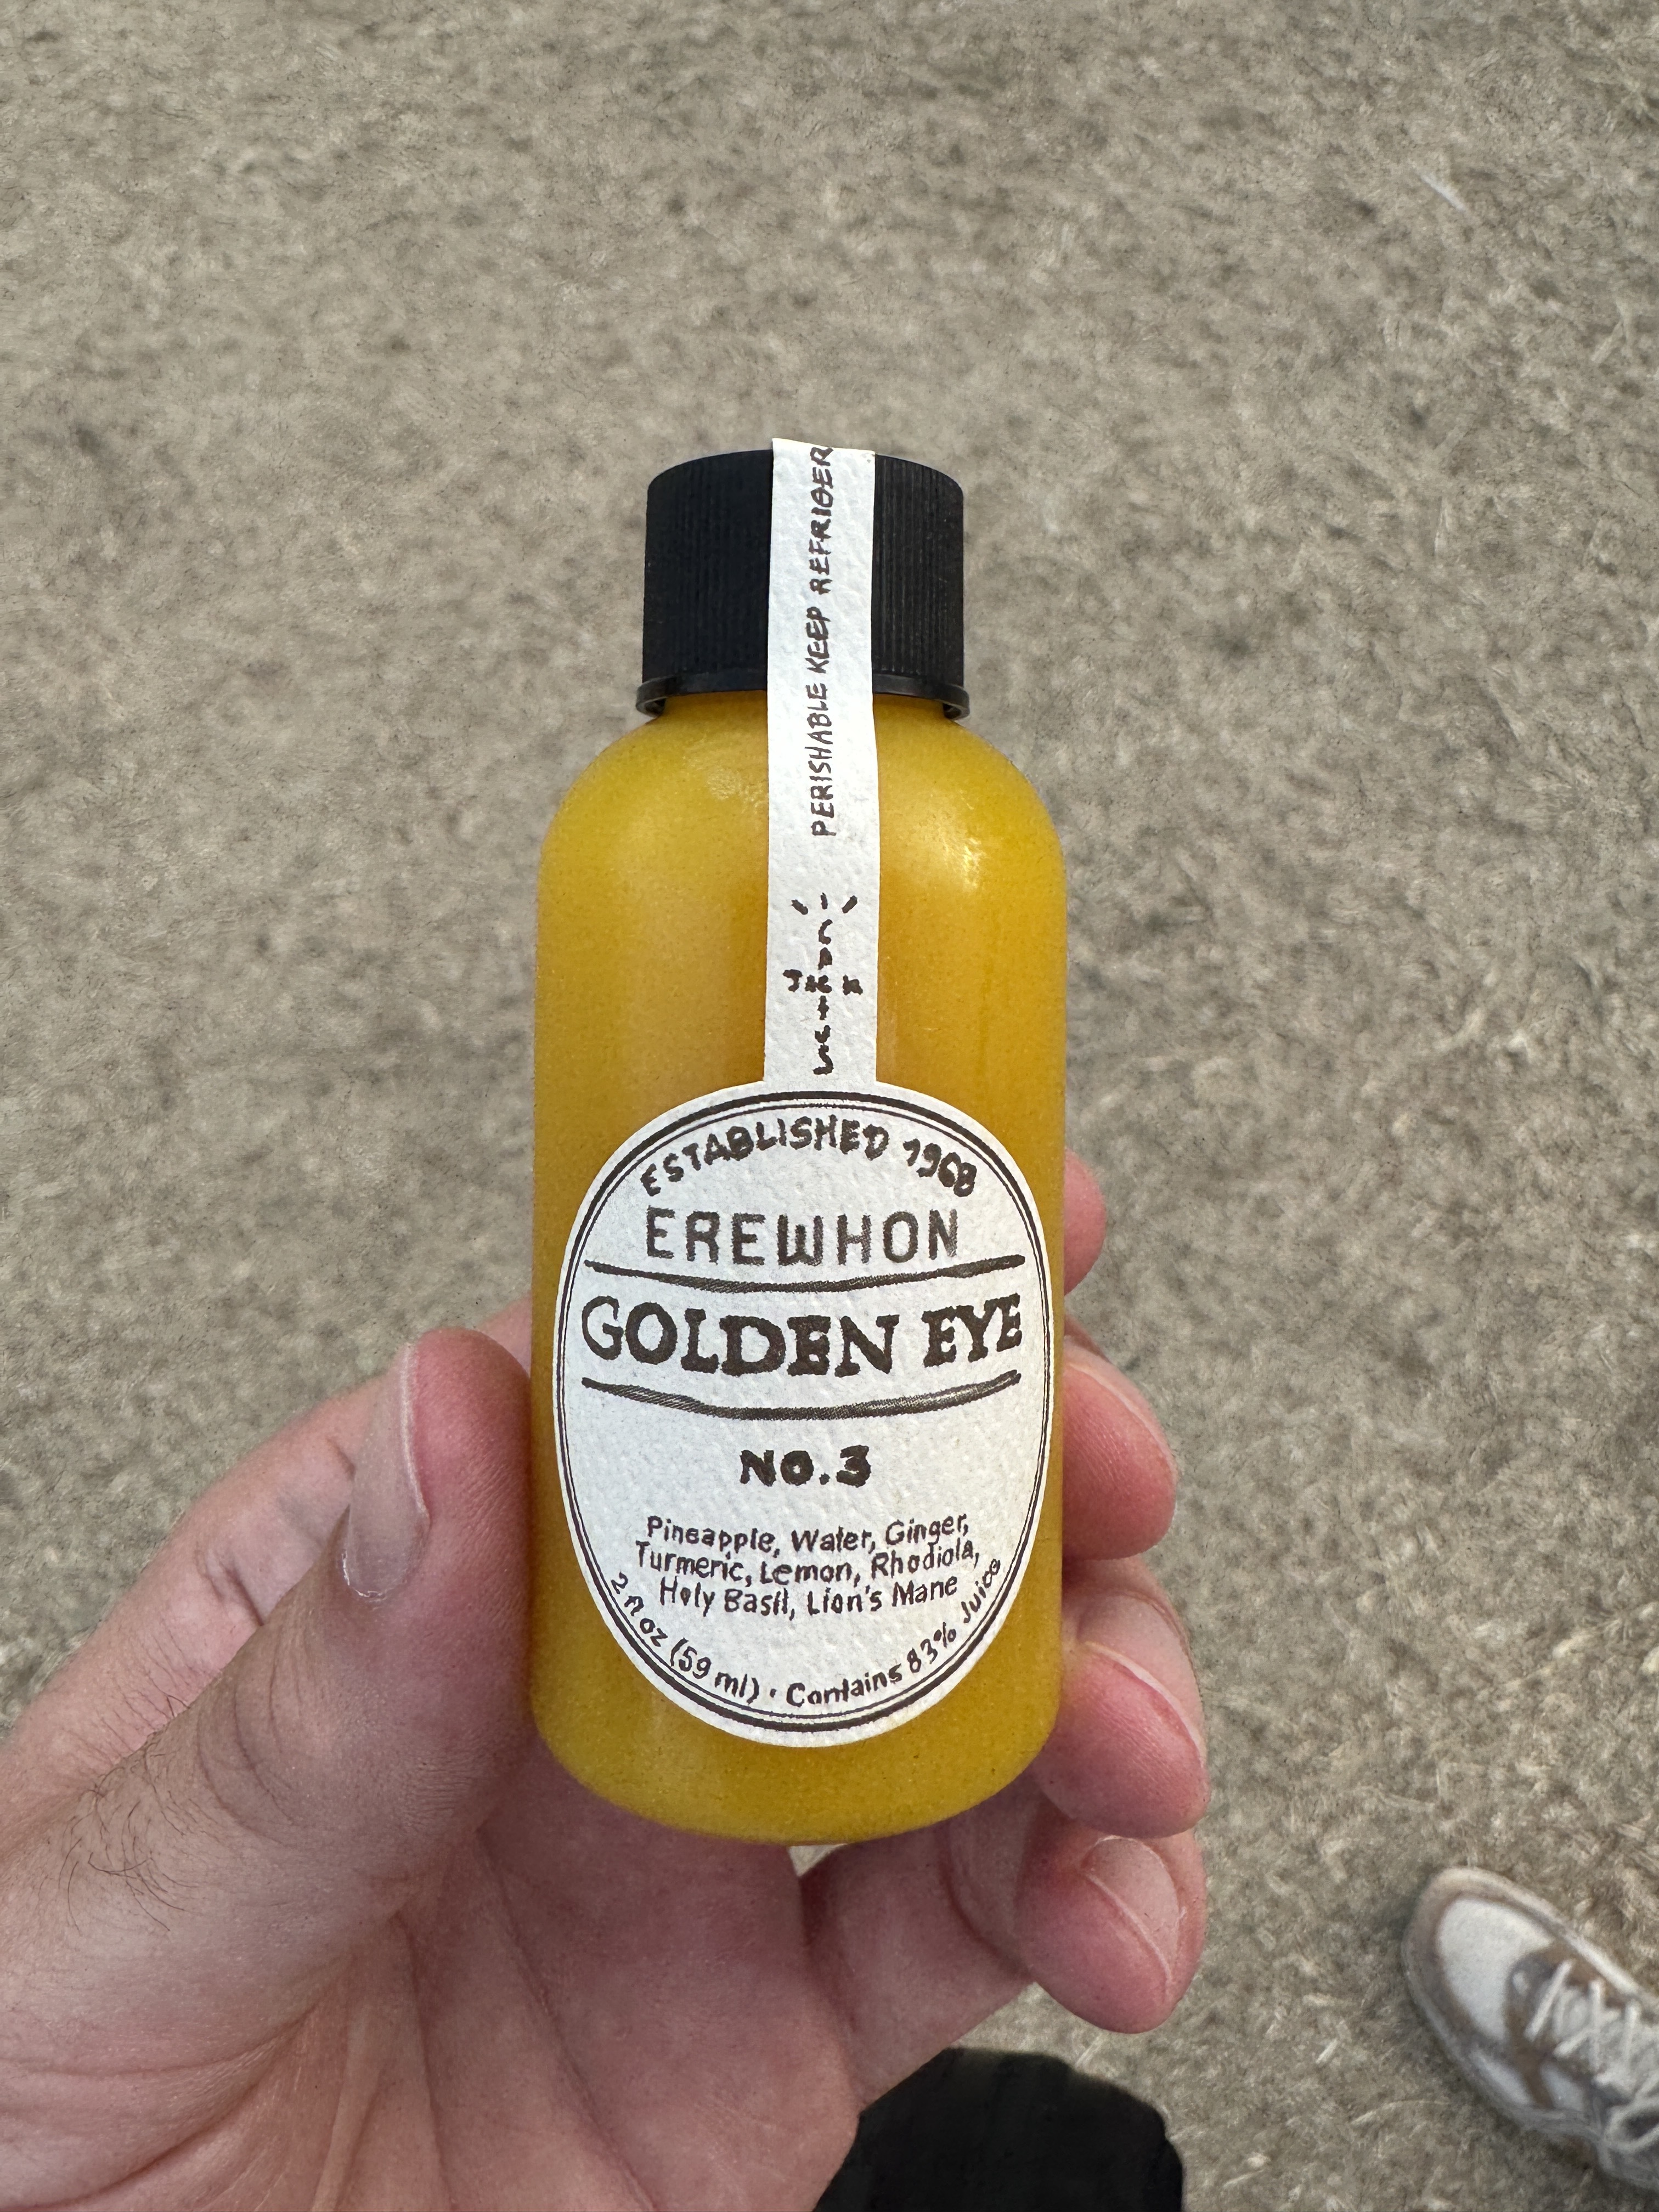 PERISHABLE KEEP REFRIGER
ESTABLISHED 1968
EREWHON
GOLDEN EYE
NO.3
Pineapple, Water, Ginger,
Turmeric, Lemon, Rhodiola,
Holy Basil, Lion's Mane
2 fl oz (59 ml) · Contains 83% Juice